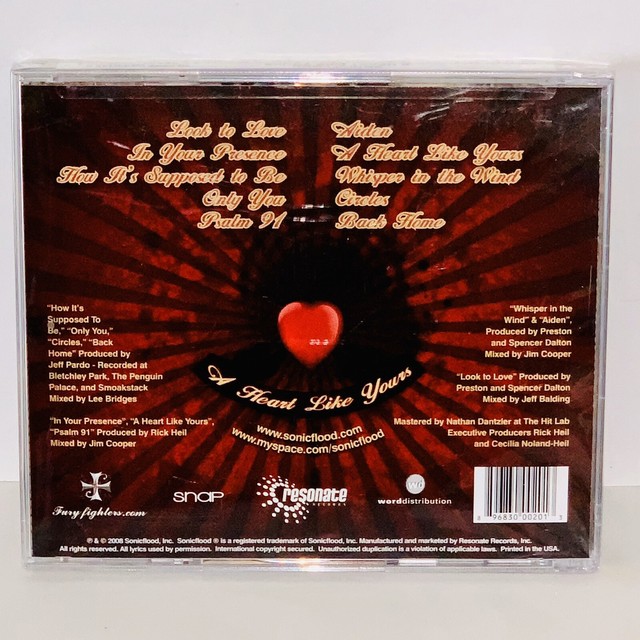 Look to Love
In Your Presence
How It's Supposed to Be
Only You
Psalm 91
Aiden
A Heart Like Yours
Whisper in the Wind
Circles
Back Home
"How It's
Supposed To
Be," "Only You,"
"Circles," "Back
Home" Produced by
Jeff Pardo - Recorded at
Bletchley Park, The Penguin
Palace, and Smoakstack
Mixed by Lee Bridges
"In Your Presence", "A Heart Like Yours",
"Psalm 91" Produced by Rick Heil
Mixed by Jim Cooper
"Whisper in the
Wind" & "Aiden",
Produced by Preston
and Spencer Dalton
Mixed by Jim Cooper
"Look to Love" Produced by
Preston and Spencer Dalton
Mixed by Jeff Balding
Mastered by Nathan Dantzler at The Hit Lab
Executive Producers Rick Heil
and Cecilia Noland-Heil
A Heart Like Yours
www.sonicflood.com
www.myspace.com/sonicflood
Furyfighters.com
snap
resonate
RECORDS
wd
worddistribution
8 96830 00201 8
℗ & © 2008 Sonicflood, Inc. Sonicflood ® is a registered trademark of Sonicflood, Inc. Manufactured and marketed by Resonate Records, Inc.
All rights reserved. All lyrics used by permission. International copyright secured. Unauthorized duplication is a violation of applicable laws. Printed in the USA.